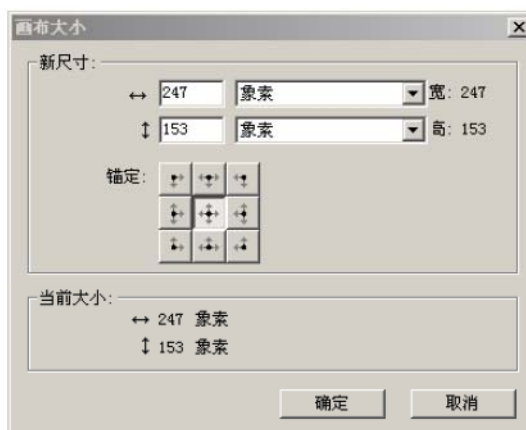 画布大小
新尺寸:
↔ 247 象素 宽: 247
↕ 153 象素 高: 153
锚定:
当前大小:
↔ 247 象素
↕ 153 象素
确定 取消